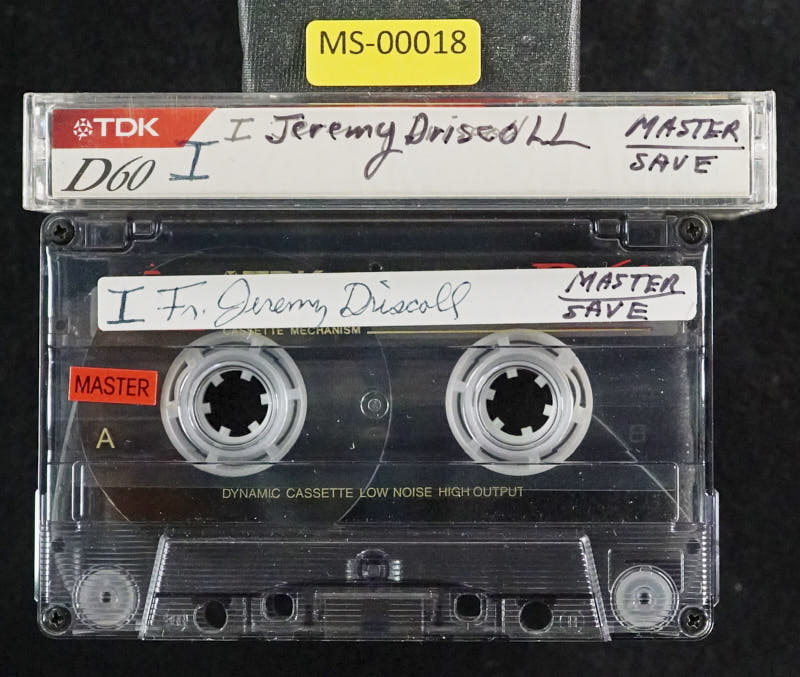 MS-00018
TDK
I Jeremy Driscoll
MASTER
SAVE
D60
I
TDK
I Fr. Jeremy Driscoll
MASTER
SAVE
CASSETTE MECHANISM
MASTER
A
B
DYNAMIC CASSETTE LOW NOISE HIGH OUTPUT